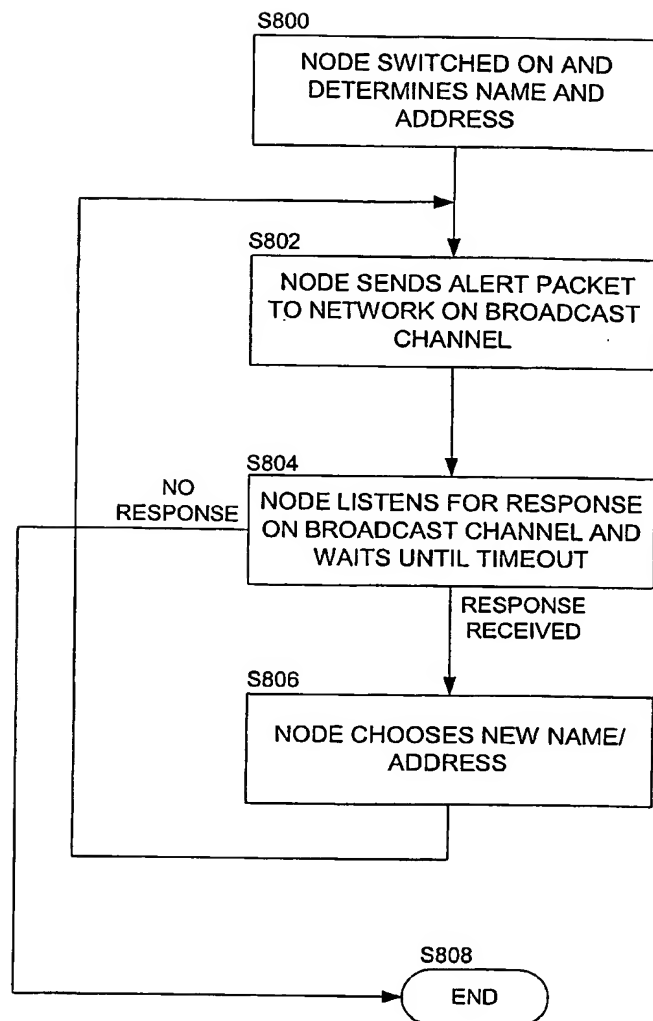 S800
NODE SWITCHED ON AND
DETERMINES NAME AND
ADDRESS
S802
NODE SENDS ALERT PACKET
TO NETWORK ON BROADCAST
CHANNEL
S804
NO
RESPONSE
NODE LISTENS FOR RESPONSE
ON BROADCAST CHANNEL AND
WAITS UNTIL TIMEOUT
RESPONSE
RECEIVED
S806
NODE CHOOSES NEW NAME/
ADDRESS
S808
END